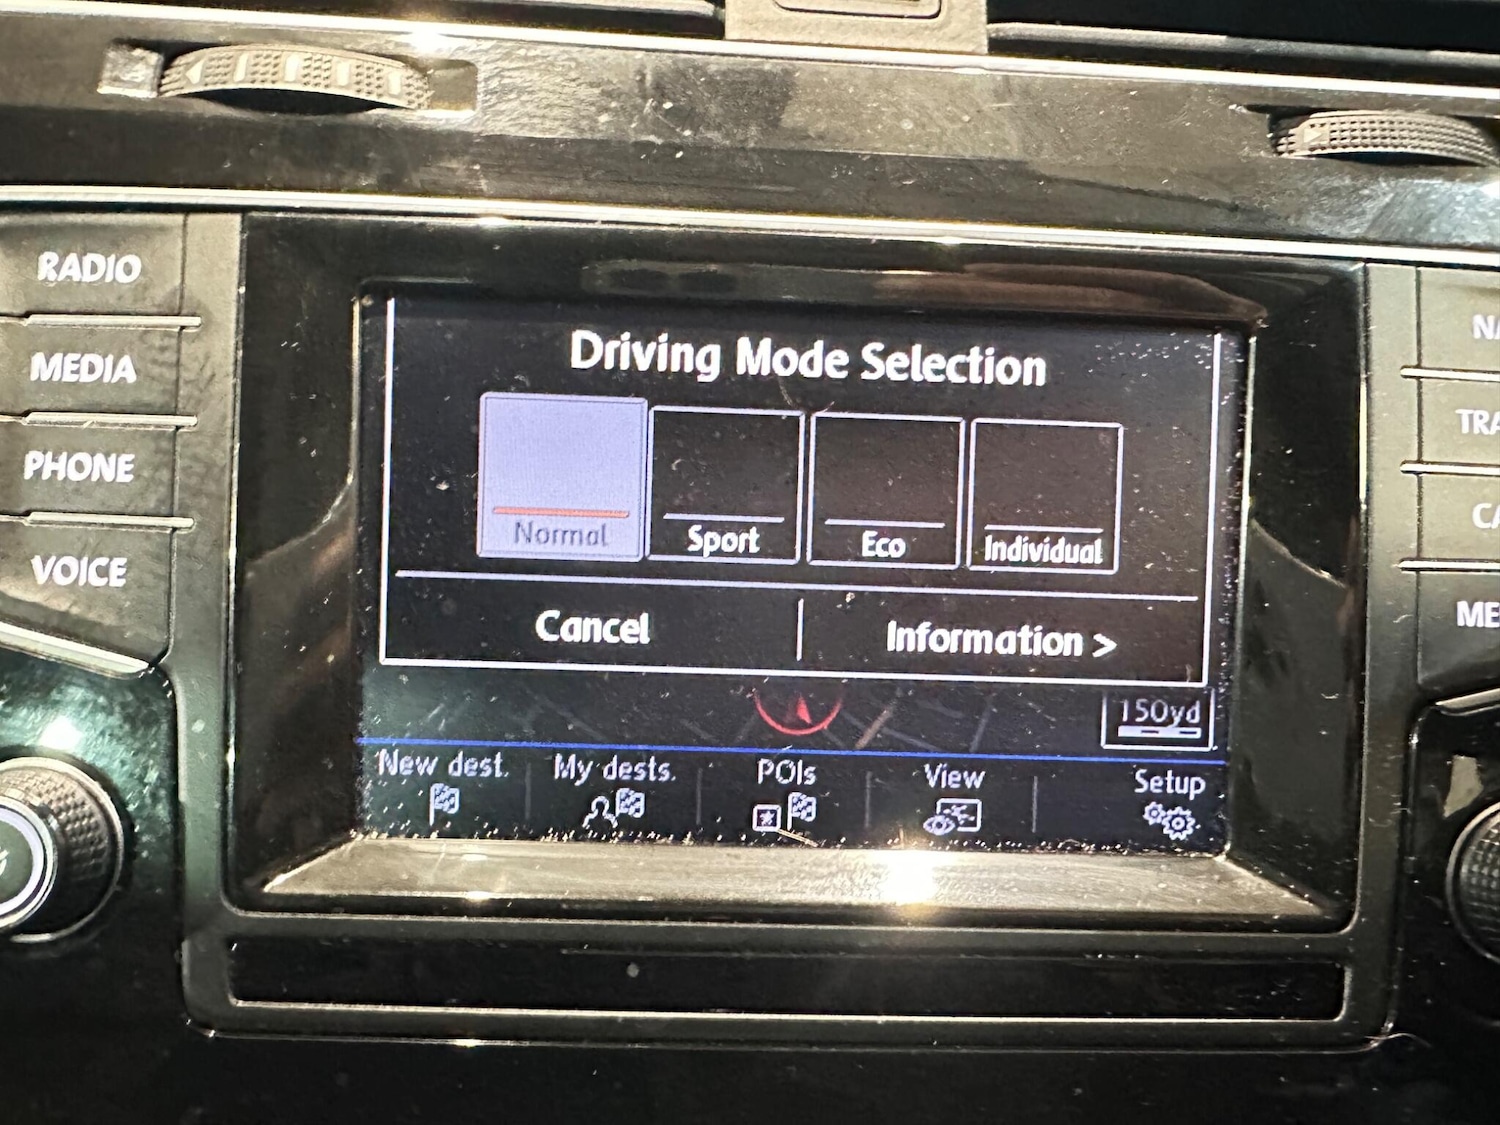 RADIO
MEDIA
PHONE
VOICE
Driving Mode Selection
Normal Sport Eco Individual
Cancel Information >
150yd
New dest. My dests. POIs View Setup